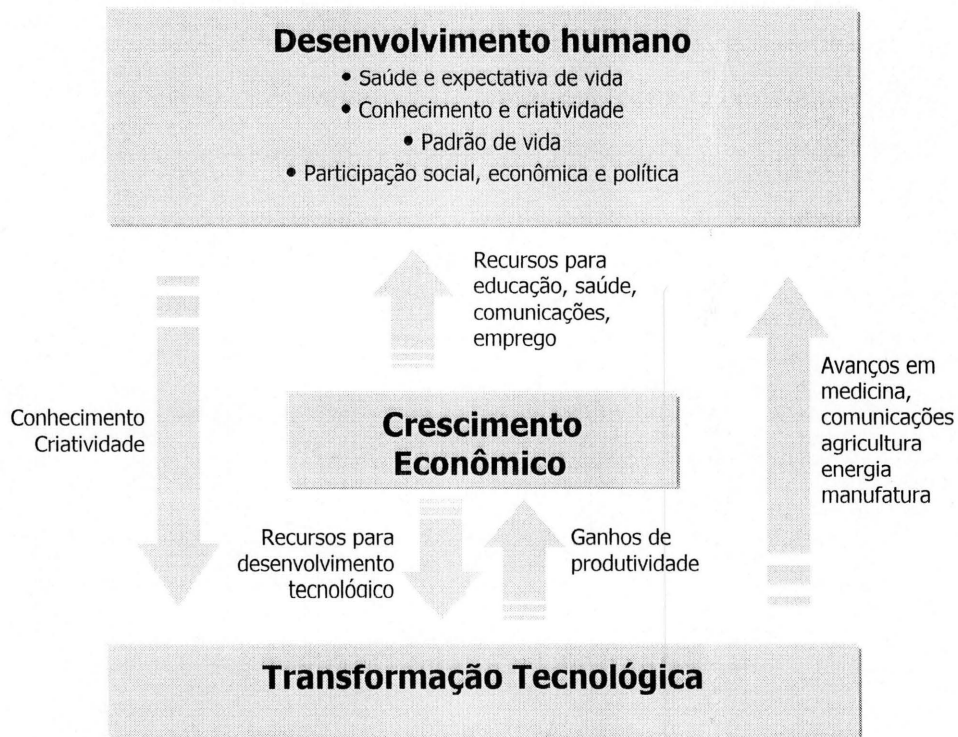 Desenvolvimento humano
• Saúde e expectativa de vida
• Conhecimento e criatividade
• Padrão de vida
• Participação social, econômica e política
Recursos para
educação, saúde,
comunicações,
emprego
Avanços em
medicina,
comunicações
agricultura
energia
manufatura
Conhecimento
Criatividade
Crescimento
Econômico
Recursos para
desenvolvimento
tecnológico
Ganhos de
produtividade
Transformação Tecnológica